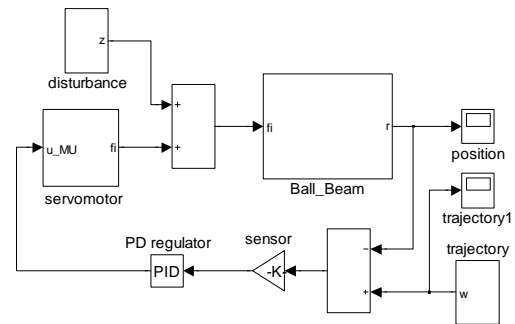 z
disturbance
+
+
u_MU
fi
servomotor
fi
r
Ball_Beam
position
trajectory1
trajectory
w
−
+
sensor
-K-
PD regulator
PID